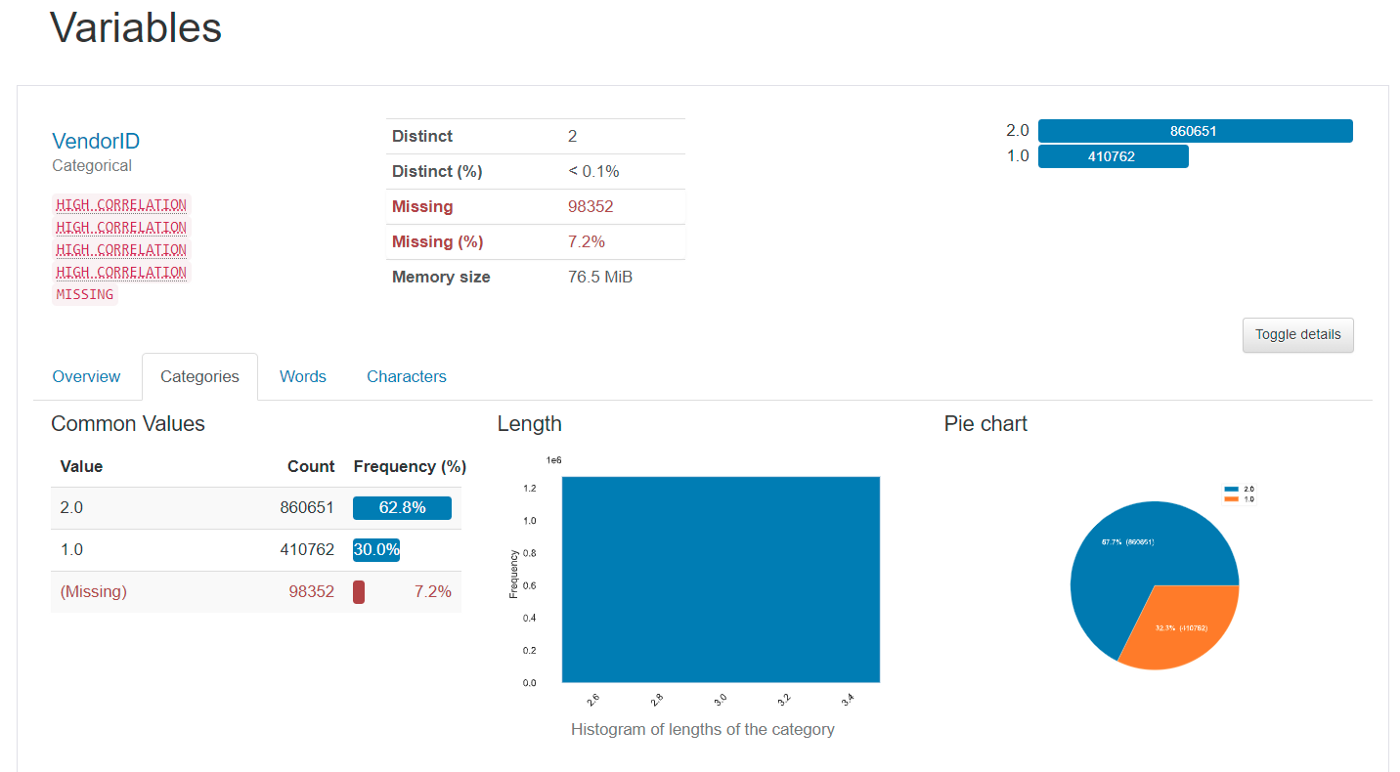 Variables
VendorID
Categorical
HIGH CORRELATION
HIGH CORRELATION
HIGH CORRELATION
HIGH CORRELATION
MISSING
Distinct 2
Distinct (%) < 0.1%
Missing 98352
Missing (%) 7.2%
Memory size 76.5 MiB
2.0 860651
1.0 410762
Toggle details
Overview Categories Words Characters
Common Values
Value Count Frequency (%)
2.0 860651 62.8%
1.0 410762 30.0%
(Missing) 98352 7.2%
Length
1e6
1.2
1.0
0.8
0.6
0.4
0.2
0.0
Frequency
2.6 2.8 3.0 3.2 3.4
Histogram of lengths of the category
Pie chart
2.0
1.0
67.7% (860651)
32.3% (410762)